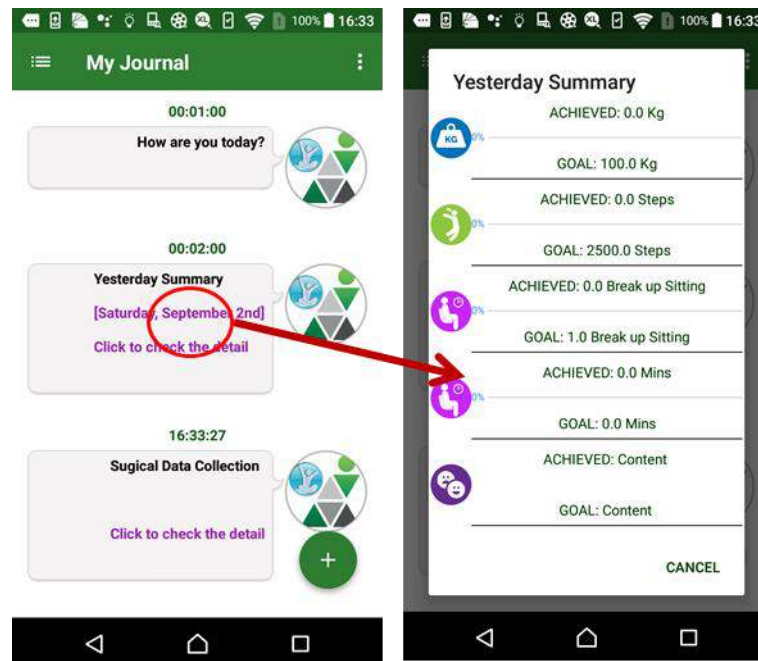 100% 16:33
My Journal
00:01:00
How are you today?
00:02:00
Yesterday Summary
[Saturday, September 2nd]
Click to check the detail
16:33:27
Sugical Data Collection
Click to check the detail
+
100% 16:33
Yesterday Summary
ACHIEVED: 0.0 Kg
KG
0%
GOAL: 100.0 Kg
ACHIEVED: 0.0 Steps
0%
GOAL: 2500.0 Steps
ACHIEVED: 0.0 Break up Sitting
0%
GOAL: 1.0 Break up Sitting
ACHIEVED: 0.0 Mins
0%
GOAL: 0.0 Mins
ACHIEVED: Content
GOAL: Content
CANCEL